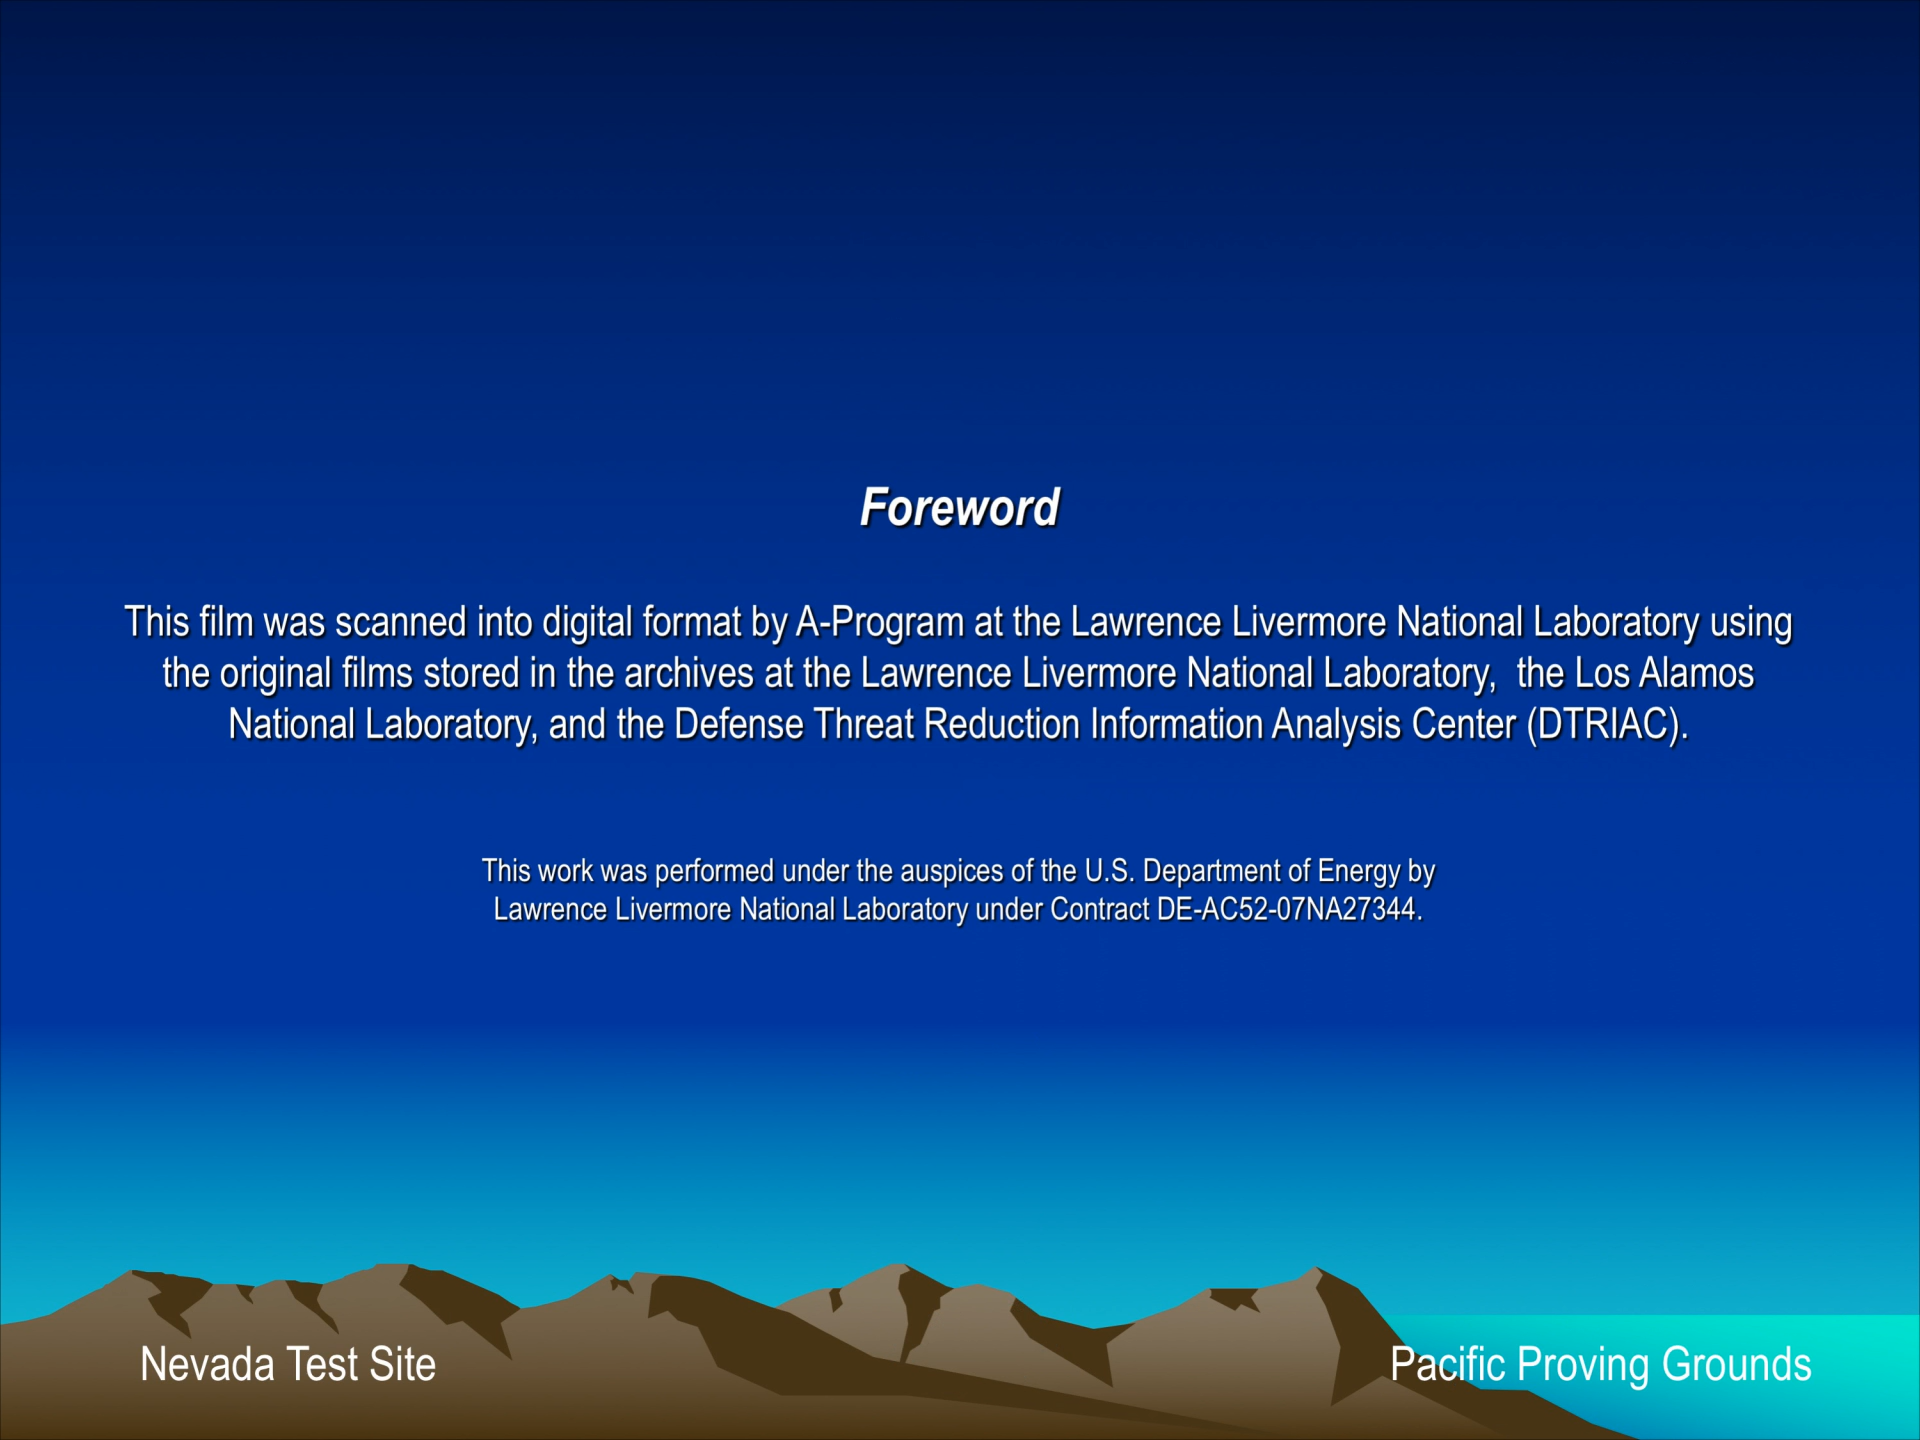 Foreword
This film was scanned into digital format by A-Program at the Lawrence Livermore National Laboratory using
the original films stored in the archives at the Lawrence Livermore National Laboratory,  the Los Alamos
National Laboratory, and the Defense Threat Reduction Information Analysis Center (DTRIAC).
This work was performed under the auspices of the U.S. Department of Energy by
Lawrence Livermore National Laboratory under Contract DE-AC52-07NA27344.
Nevada Test Site
Pacific Proving Grounds